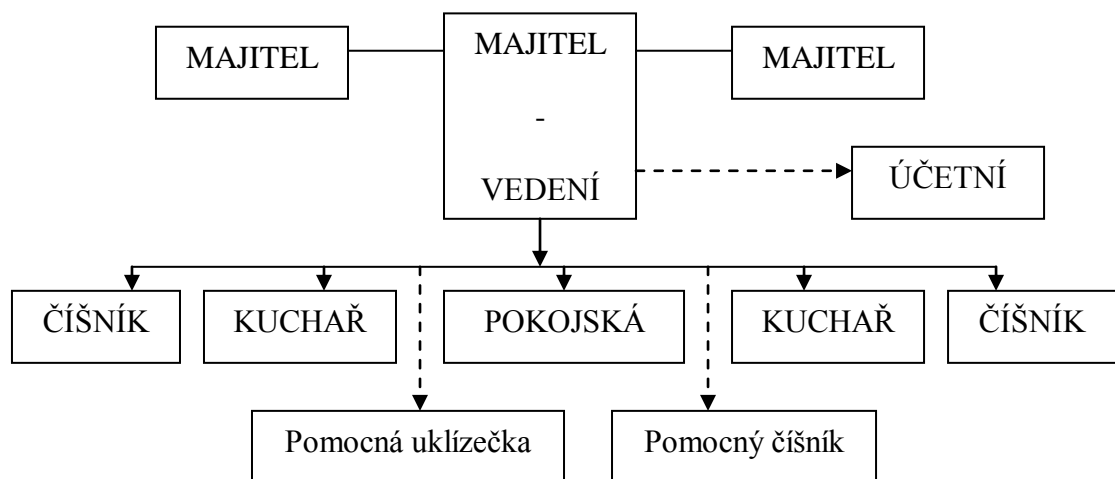 MAJITEL
MAJITEL
-
VEDENÍ
MAJITEL
ÚČETNÍ
ČÍŠNÍK
KUCHAŘ
POKOJSKÁ
KUCHAŘ
ČÍŠNÍK
Pomocná uklízečka
Pomocný číšník